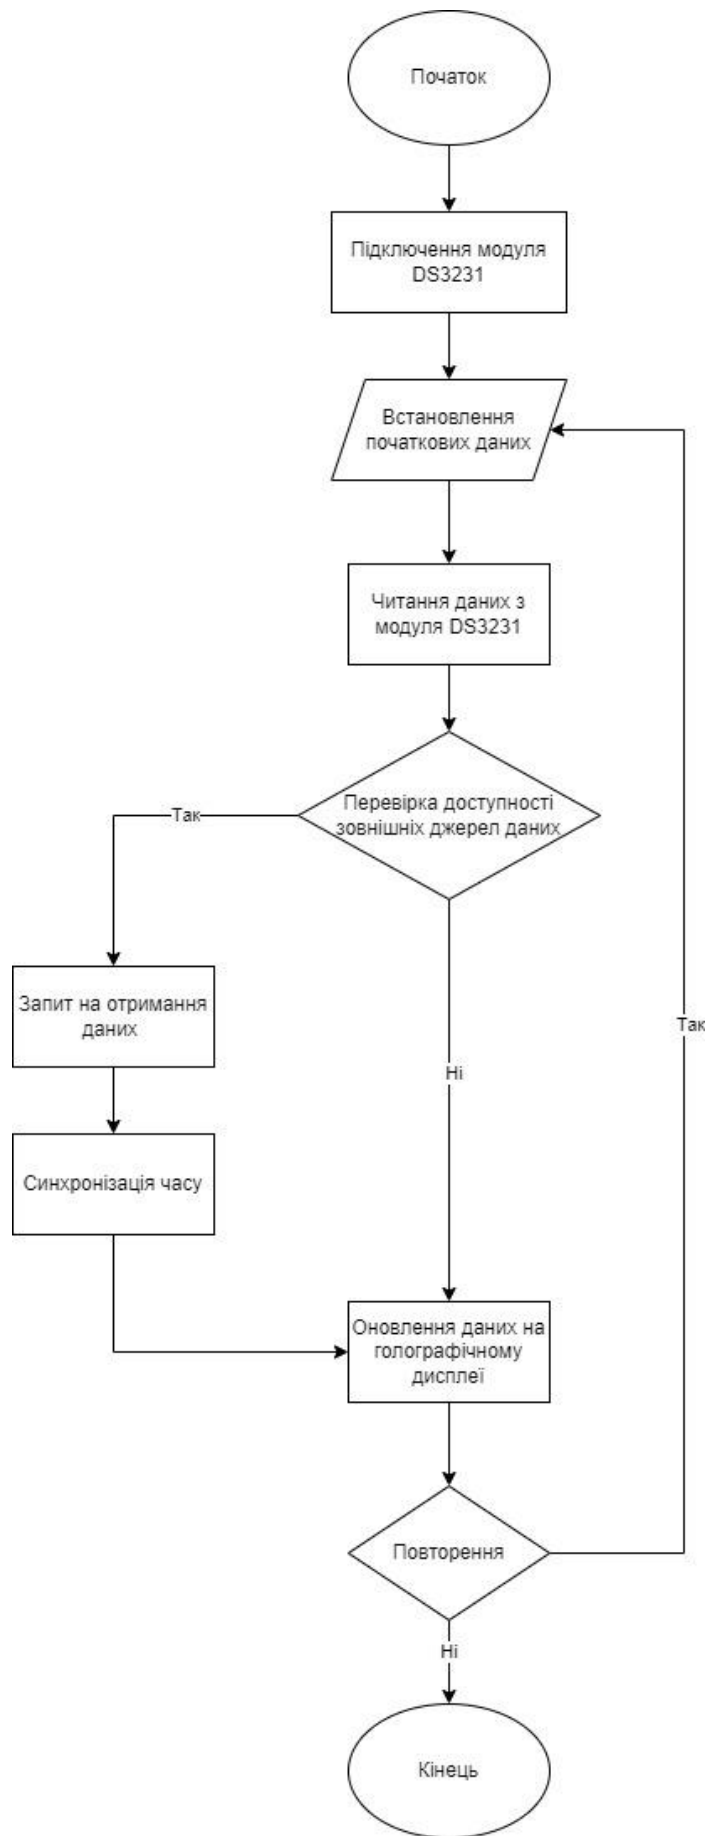 Початок
Підключення модуля
DS3231
Встановлення
початкових даних
Читання даних з
модуля DS3231
Перевірка доступності
зовнішніх джерел даних
Так
Запит на отримання
даних
Так
Ні
Синхронізація часу
Оновлення даних на
голографічному
дисплеї
Повторення
Ні
Кінець